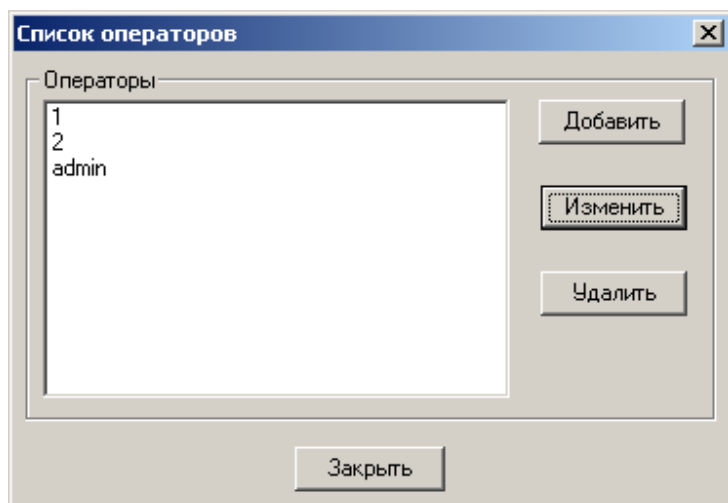 Список операторов
Операторы
1
2
admin
Добавить
Изменить
Удалить
Закрыть